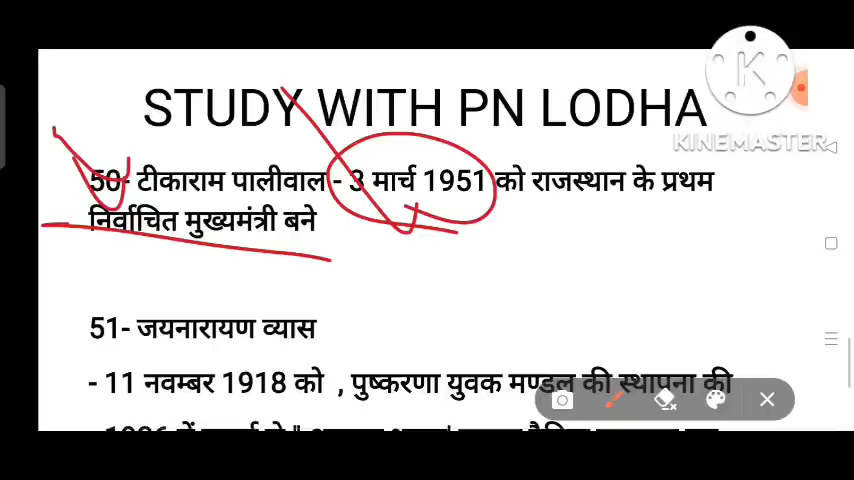 STUDY WITH PN LODHA
KINEMASTER
50- टीकाराम पालीवाल - 3 मार्च 1951 को राजस्थान के प्रथम
निर्वाचित मुख्यमंत्री बने
51- जयनारायण व्यास
- 11 नवम्बर 1918 को , पुष्करणा युवक मण्डल की स्थापना की